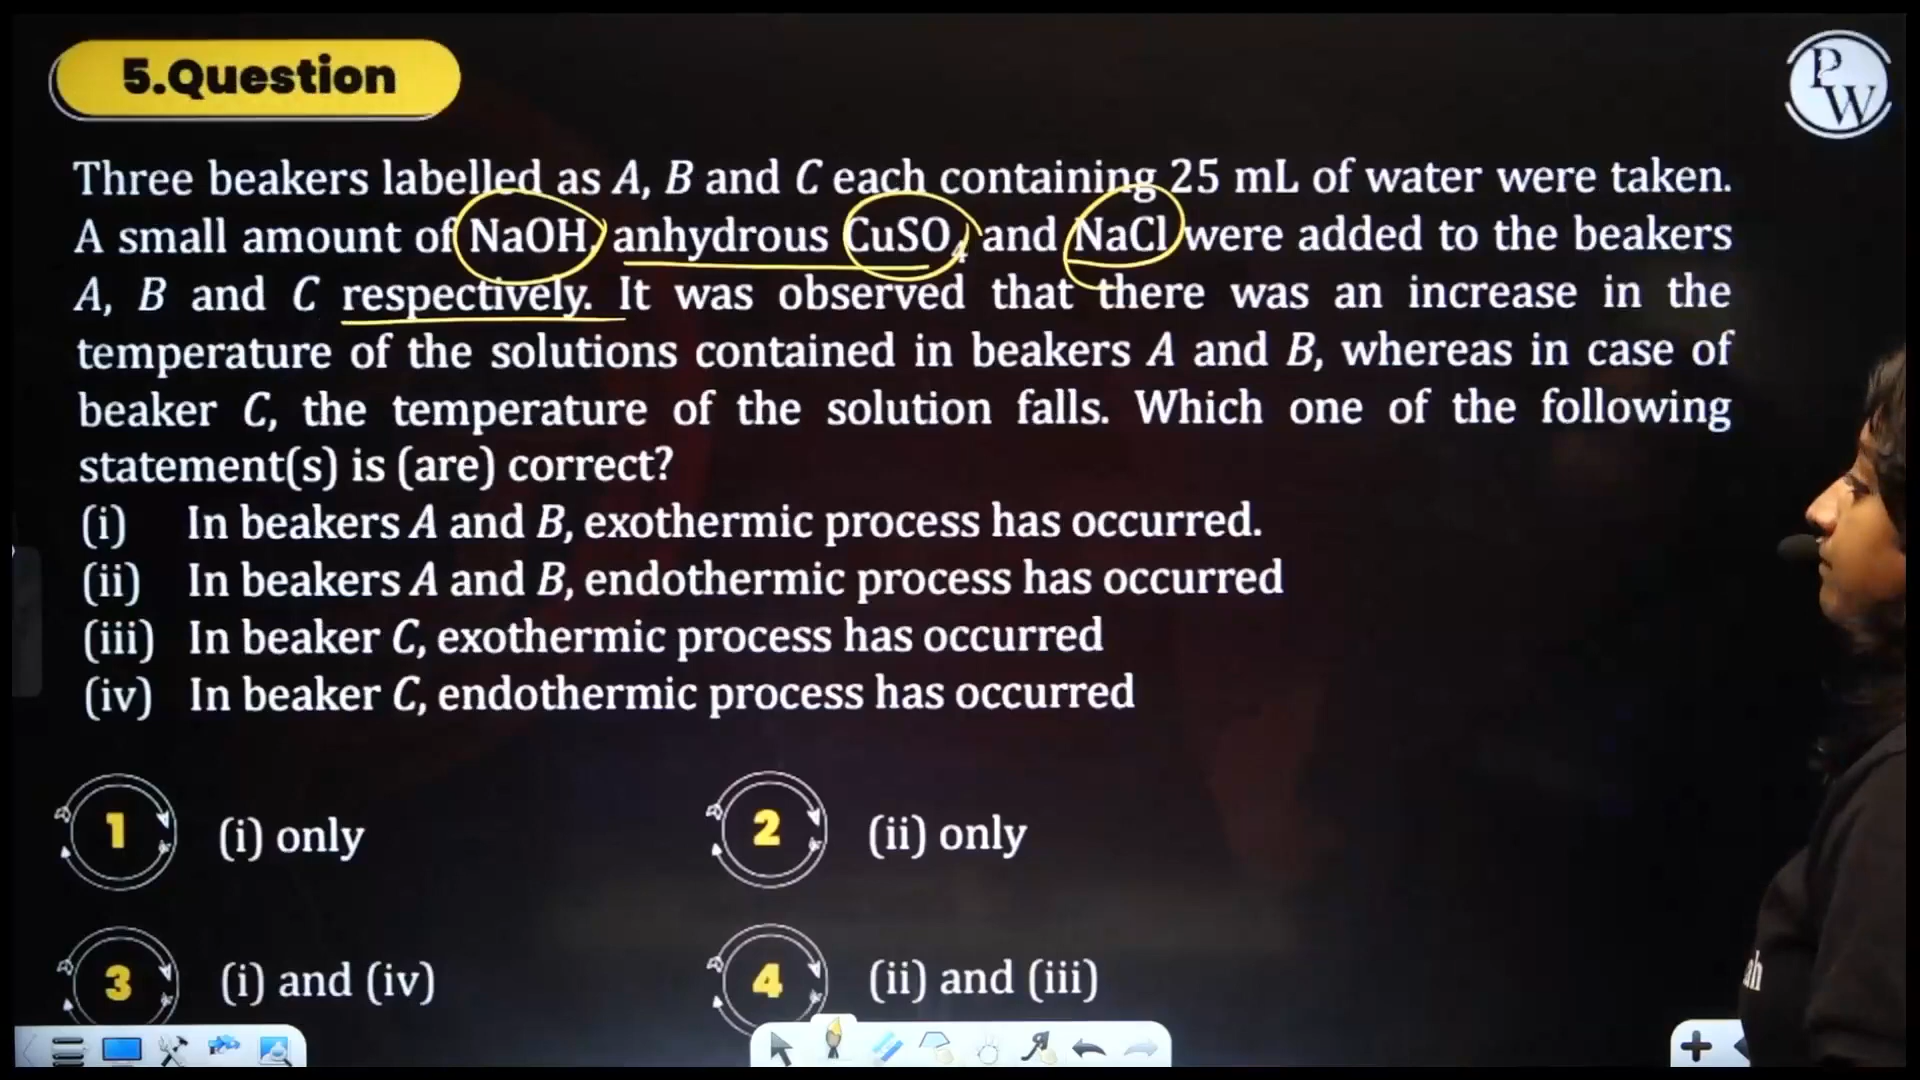 5.Question
PW
Three beakers labelled as A, B and C each containing 25 mL of water were taken.
A small amount of NaOH, anhydrous CuSO₄ and NaCl were added to the beakers
A, B and C respectively. It was observed that there was an increase in the
temperature of the solutions contained in beakers A and B, whereas in case of
beaker C, the temperature of the solution falls. Which one of the following
statement(s) is (are) correct?
(i) In beakers A and B, exothermic process has occurred.
(ii) In beakers A and B, endothermic process has occurred
(iii) In beaker C, exothermic process has occurred
(iv) In beaker C, endothermic process has occurred
1 (i) only
2 (ii) only
3 (i) and (iv)
4 (ii) and (iii)
ah